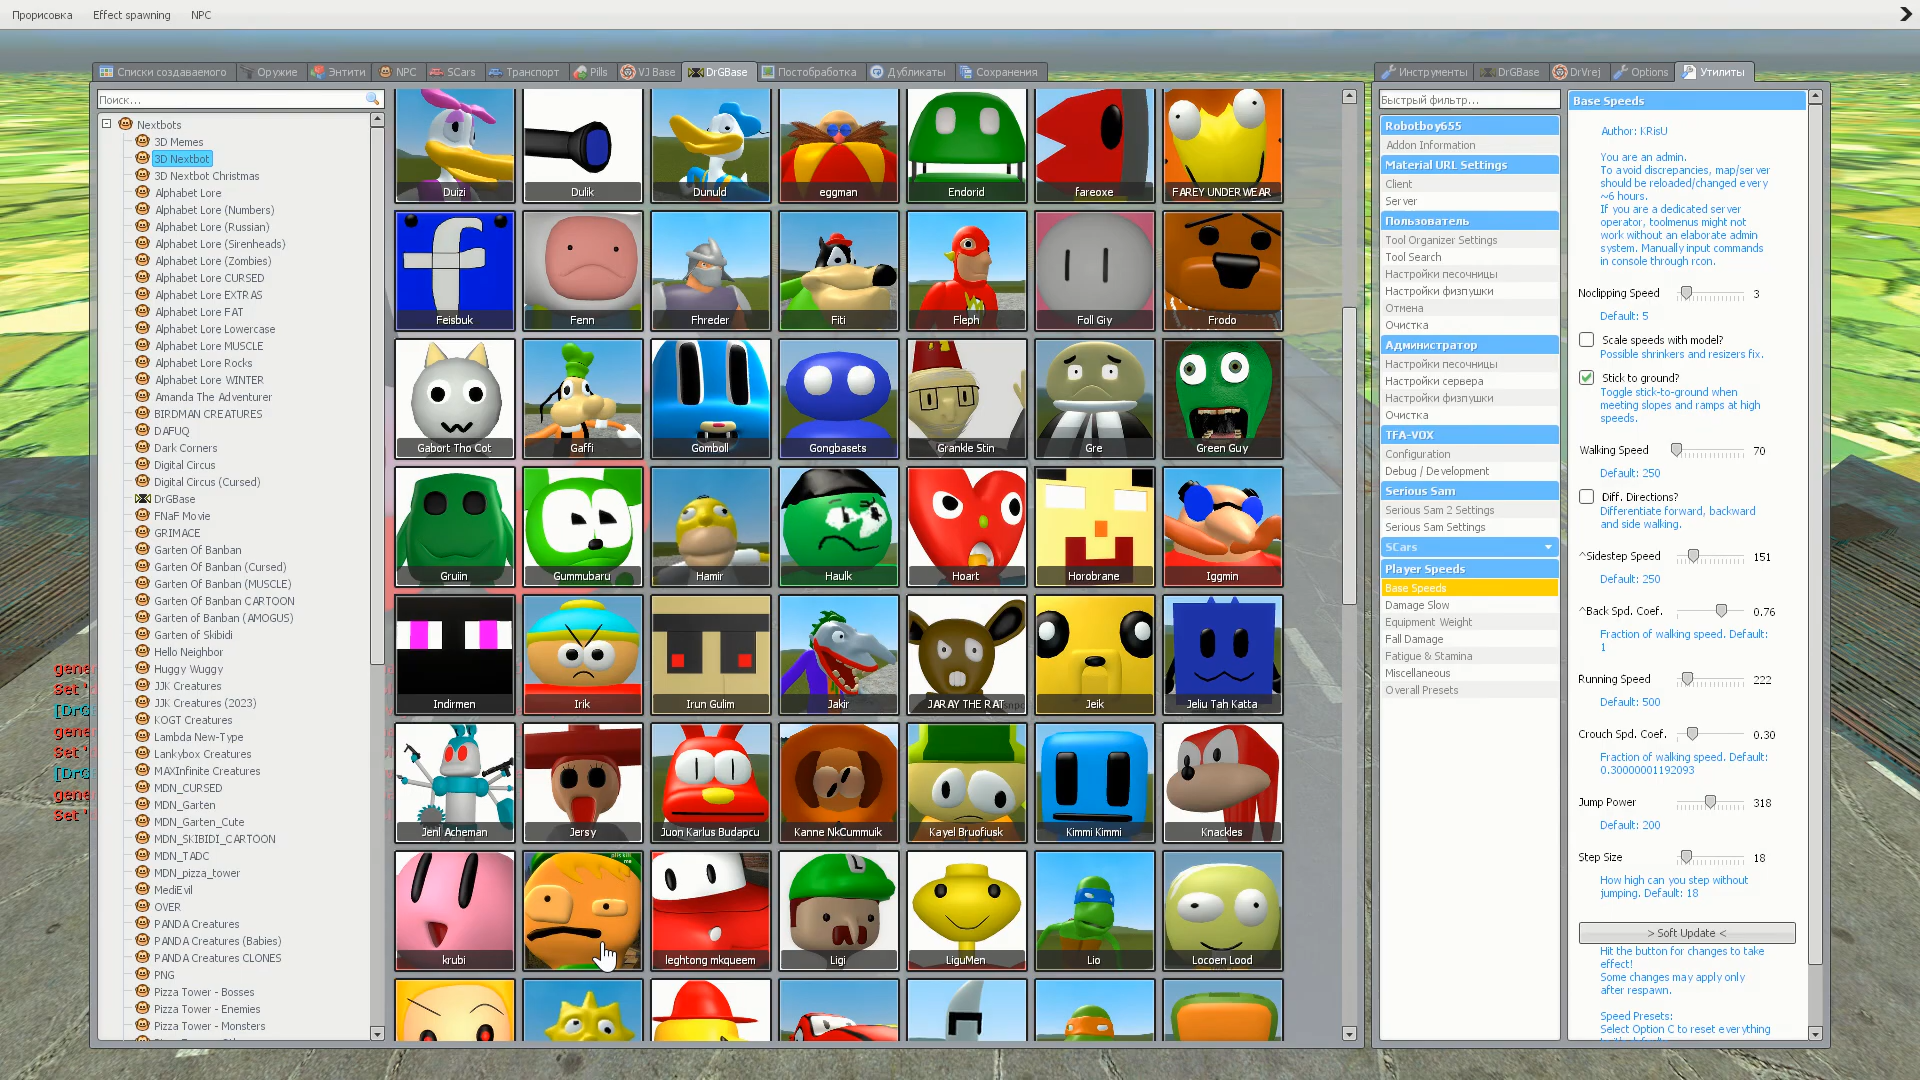 Прорисовка Effect spawning NPC
Списки создаваемого Оружие Энтити NPC SCars Транспорт Pills VJ Base DrGBase Постобработка Дубликаты Сохранения
Поиск...
Nextbots
3D Memes
3D Nextbot
3D Nextbot Christmas
Alphabet Lore
Alphabet Lore (Numbers)
Alphabet Lore (Russian)
Alphabet Lore (Sirenheads)
Alphabet Lore (Zombies)
Alphabet Lore CURSED
Alphabet Lore EXTRAS
Alphabet Lore FAT
Alphabet Lore Lowercase
Alphabet Lore MUSCLE
Alphabet Lore Rocks
Alphabet Lore WINTER
Amanda The Adventurer
BIRDMAN CREATURES
DAFUQ
Dark Corners
Digital Circus
Digital Circus (Cursed)
DrGBase
FNaF Movie
GRIMACE
Garten Of Banban
Garten Of Banban (Cursed)
Garten Of Banban (MUSCLE)
Garten Of Banban CARTOON
Garten of Banban (AMOGUS)
Garten of Skibidi
Hello Neighbor
Huggy Wuggy
JJK Creatures
JJK Creatures (2023)
KOGT Creatures
Lambda New-Type
Lankybox Creatures
MAXInfinite Creatures
MDN_CURSED
MDN_Garten
MDN_Garten_Cute
MDN_SKIBIDI_CARTOON
MDN_TADC
MDN_pizza_tower
MediEvil
OVER
PANDA Creatures
PANDA Creatures (Babies)
PANDA Creatures CLONES
PNG
Pizza Tower - Bosses
Pizza Tower - Enemies
Pizza Tower - Monsters
Duizi Dulik Dunuld eggman Endorid fareoxe FAREY UNDERWEAR
Feisbuk Fenn Fhreder Fiti Fleph Foll Giy Frodo
Gabort Tho Cot Gaffi Gomboll Gongbasets Grankle Stin Gre Green Guy
Gruiin Gummubaru Hamir Haulk Hoart Horobrane Iggmin
Indirmen Irik Irun Gulim Jakir JARAY THE RAT Jeik Jeliu Tah Katta
Jenl Acheman Jersy Juon Karlus Budapcu Kanne NkCummuik Kayel Bruofiusk Kimmi Kimmi Knackles
krubi leghtong mkqueem Ligi LiguMen Lio Locoen Lood
Инструменты DrGBase DrVrej Options Утилиты
Быстрый фильтр...
Robotboy655
Addon Information
Material URL Settings
Client
Server
Пользователь
Tool Organizer Settings
Tool Search
Настройки песочницы
Настройки физпушки
Отмена
Очистка
Администратор
Настройки песочницы
Настройки сервера
Настройки физпушки
Очистка
TFA-VOX
Configuration
Debug / Development
Serious Sam
Serious Sam 2 Settings
Serious Sam Settings
SCars
Player Speeds
Base Speeds
Damage Slow
Equipment Weight
Fall Damage
Fatigue & Stamina
Miscellaneous
Overall Presets
Base Speeds
Author: KRisU
You are an admin.
To avoid discrepancies, map/server
should be reloaded/changed every
~6 hours.
If you are a dedicated server
operator, toolmenus might not
work without an elaborate admin
system. Manually input commands
in console through rcon.
Noclipping Speed 3
Default: 5
Scale speeds with model?
Possible shrinkers and resizers fix.
Stick to ground?
Toggle stick-to-ground when
meeting slopes and ramps at high
speeds.
Walking Speed 70
Default: 250
Diff. Directions?
Differentiate forward, backward
and side walking.
^Sidestep Speed 151
Default: 250
^Back Spd. Coef. 0.76
Fraction of walking speed. Default:
1
Running Speed 222
Default: 500
Crouch Spd. Coef. 0.30
Fraction of walking speed. Default:
0.30000001192093
Jump Power 318
Default: 200
Step Size 18
How high can you step without
jumping. Default: 18
> Soft Update <
Hit the button for changes to take
effect!
Some changes may apply only
after respawn.
Speed Presets:
Select Option C to reset everything